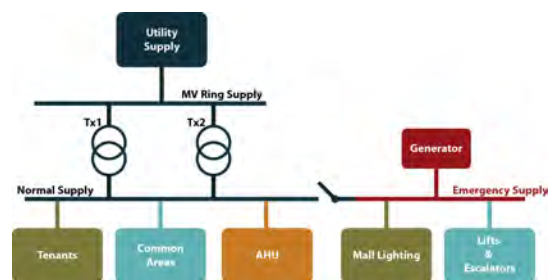 Utility
Supply
MV Ring Supply
Tx1
Tx2
Generator
Normal Supply
Emergency Supply
Tenants
Common
Areas
AHU
Mall Lighting
Lifts
&
Escalators